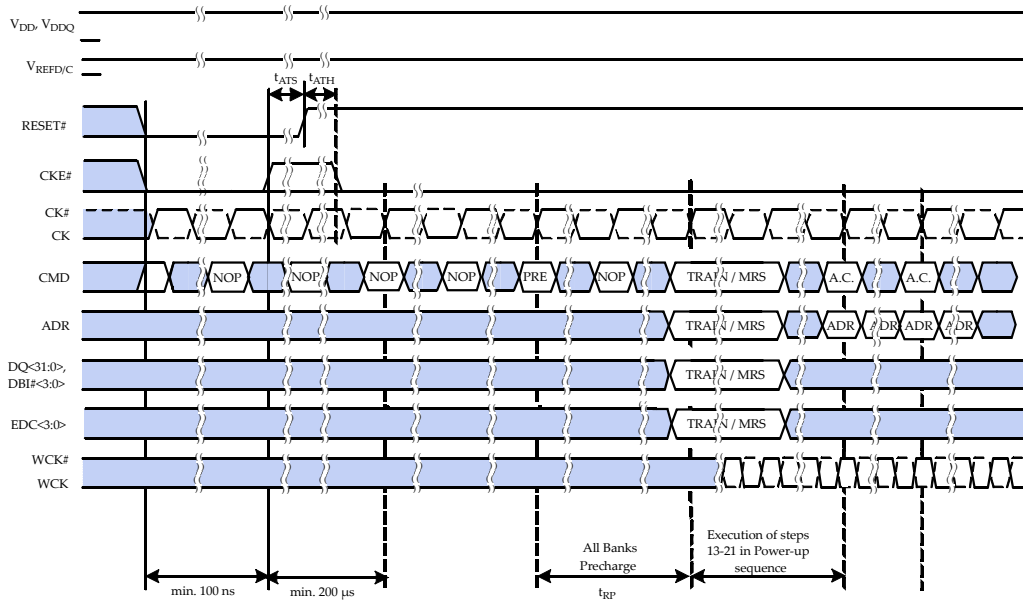 VDD, VDDQ
VREFD/C
tATS tATH
RESET#
CKE#
CK#
CK
CMD NOP NOP NOP NOP PRE NOP TRAIN / MRS A.C. A.C.
ADR TRAIN / MRS ADR ADR ADR ADR
DQ<31:0>,
DBI#<3:0> TRAIN / MRS
EDC<3:0> TRAIN / MRS
WCK#
WCK
All Banks
Precharge
Execution of steps
13-21 in Power-up
sequence
min. 100 ns min. 200 µs tRP